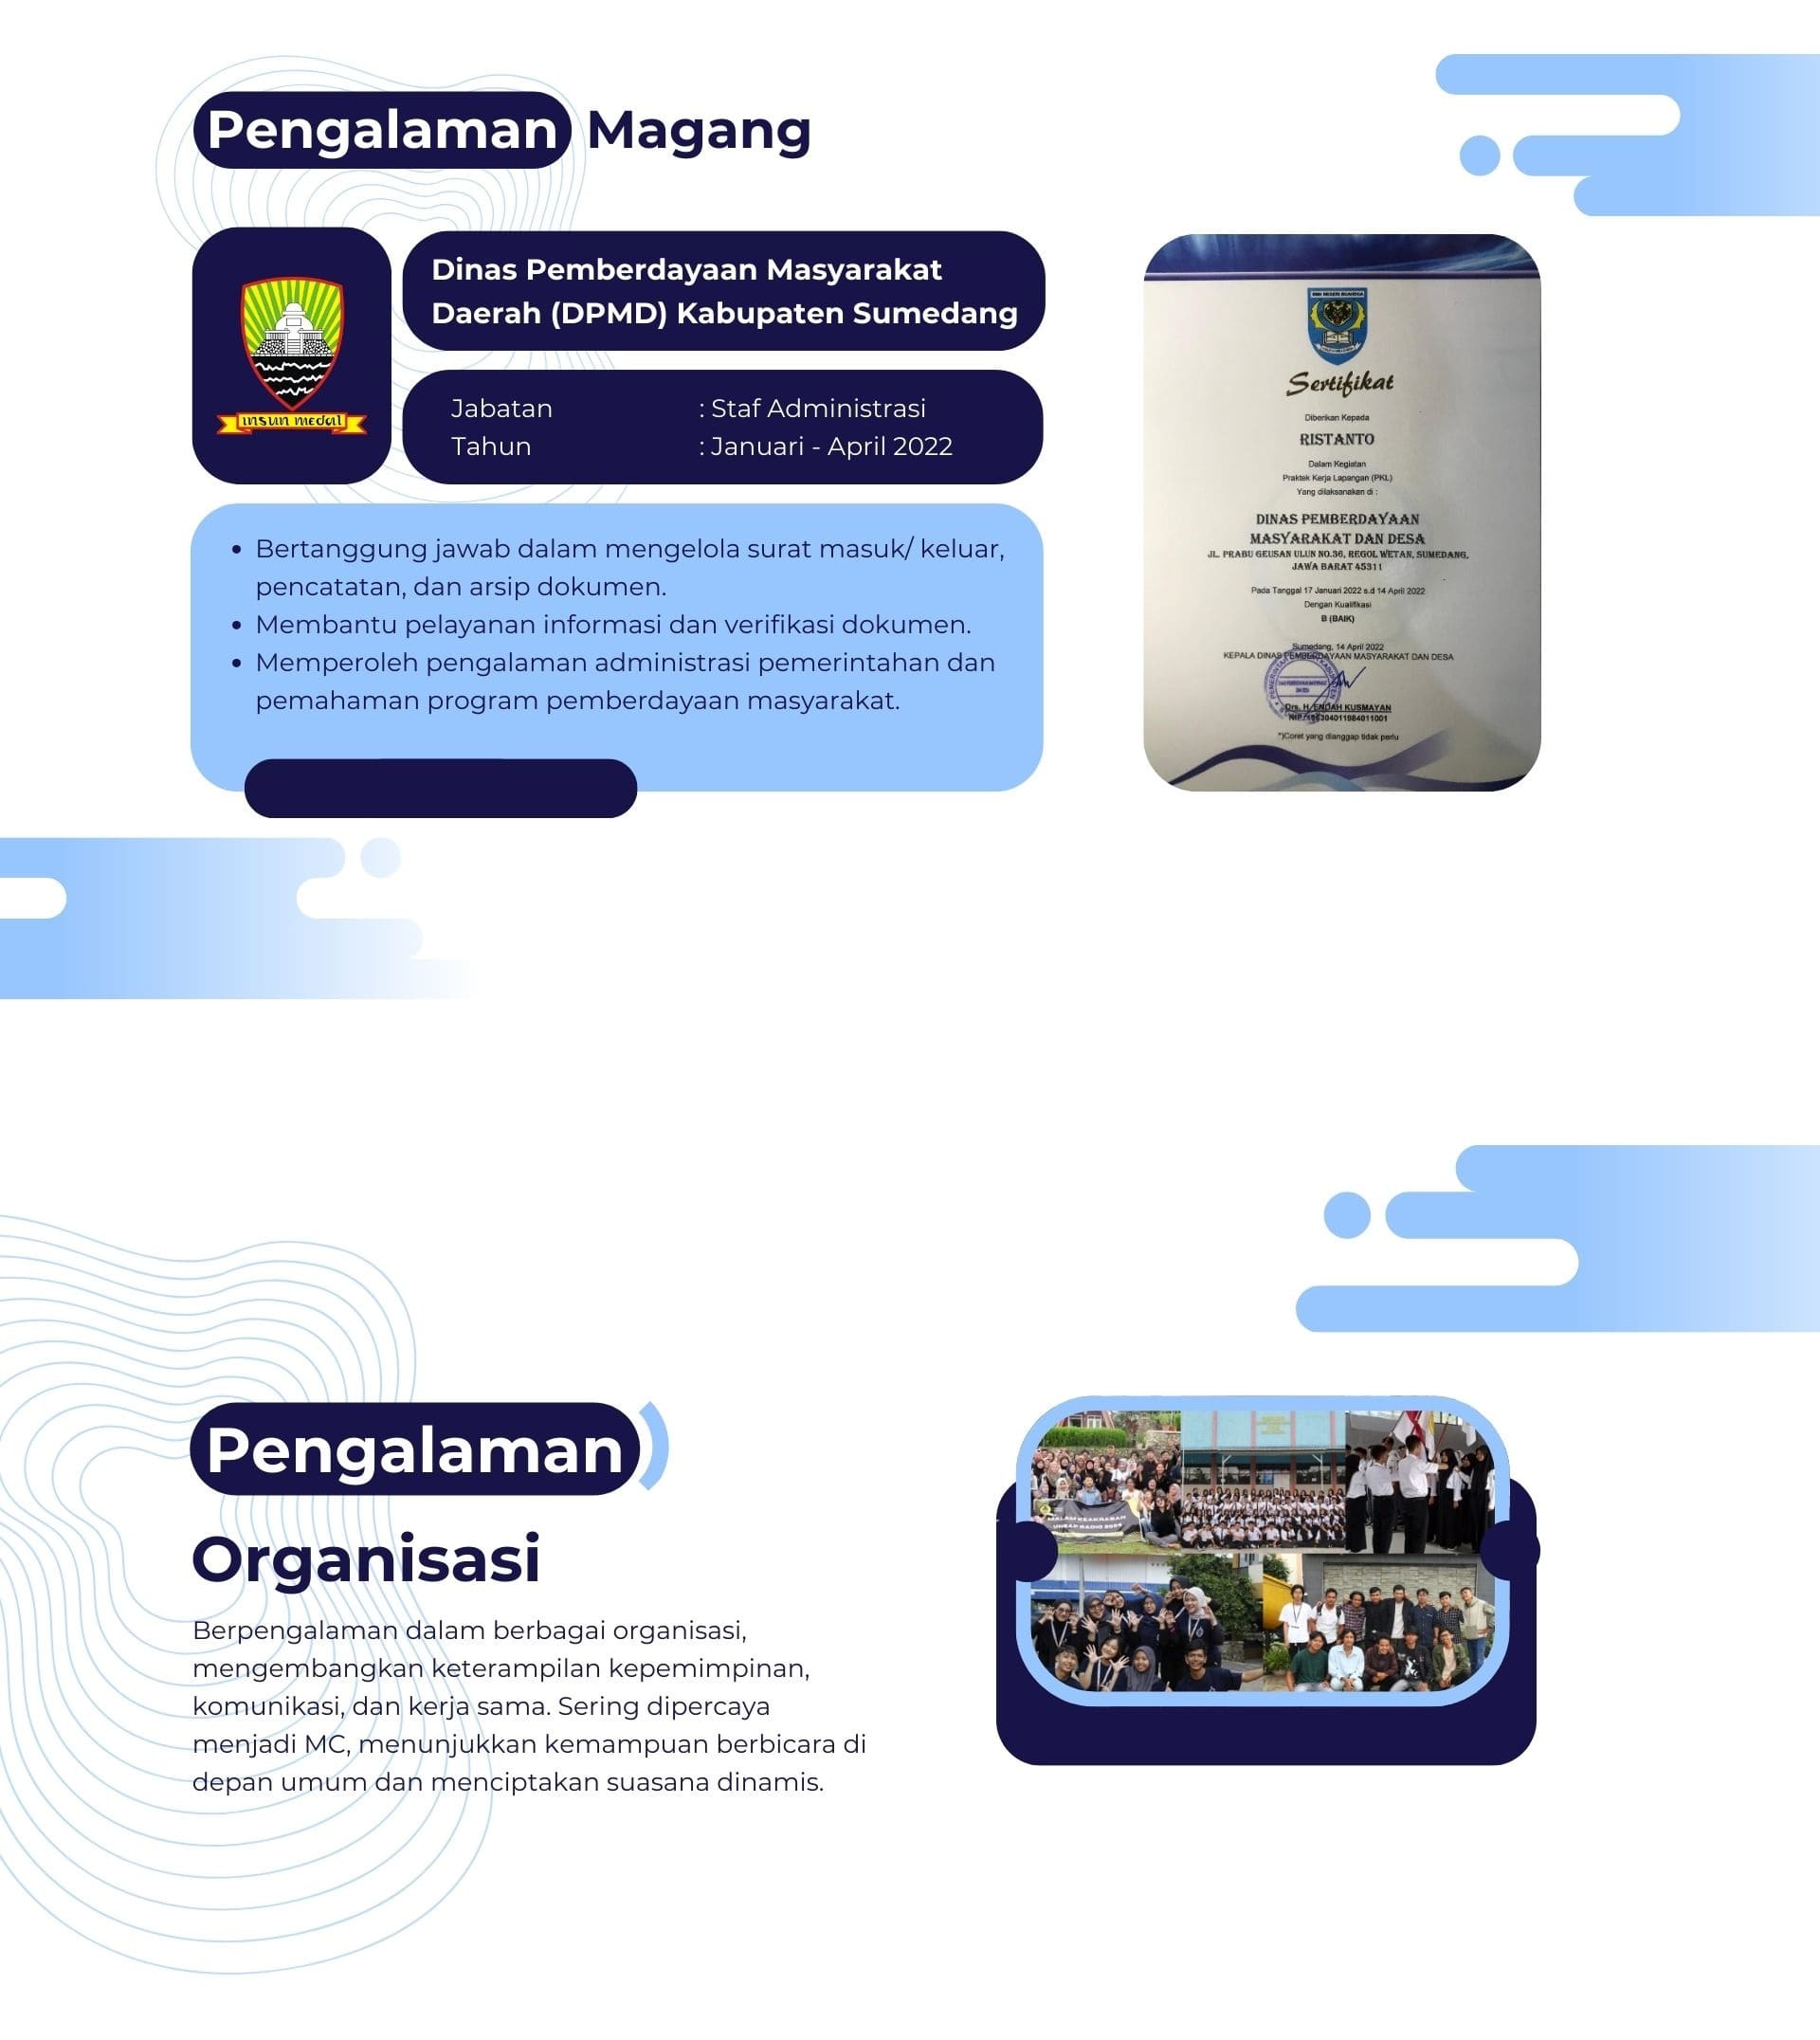 Pengalaman Magang
insun medal
Dinas Pemberdayaan Masyarakat
Daerah (DPMD) Kabupaten Sumedang
Jabatan : Staf Administrasi
Tahun : Januari - April 2022
Bertanggung jawab dalam mengelola surat masuk/ keluar,
pencatatan, dan arsip dokumen.
Membantu pelayanan informasi dan verifikasi dokumen.
Memperoleh pengalaman administrasi pemerintahan dan
pemahaman program pemberdayaan masyarakat.
Sertifikat
Diberikan Kepada
RISTANTO
Dalam Kegiatan
Praktek Kerja Lapangan (PKL)
Yang dilaksanakan di :
DINAS PEMBERDAYAAN
MASYARAKAT DAN DESA
JL. PRABU GEUSAN ULUN NO.36, REGOL WETAN, SUMEDANG,
JAWA BARAT 45311
Pada Tanggal 17 Januari 2022 s.d 14 April 2022
Dengan Kualifikasi
B (BAIK)
Sumedang, 14 April 2022
KEPALA DINAS PEMBERDAYAAN MASYARAKAT DAN DESA
Drs. H. ENDAH KUSMAYAN
*)Coret yang dianggap tidak perlu
Pengalaman
Organisasi
Berpengalaman dalam berbagai organisasi,
mengembangkan keterampilan kepemimpinan,
komunikasi, dan kerja sama. Sering dipercaya
menjadi MC, menunjukkan kemampuan berbicara di
depan umum dan menciptakan suasana dinamis.
MALAM KEAKRABAN